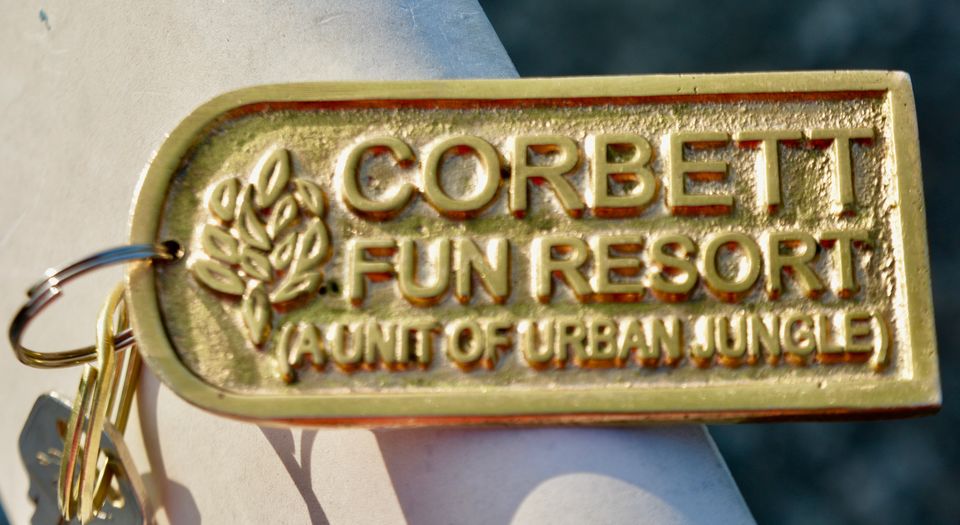 CORBETT
FUN RESORT
(A UNIT OF URBAN JUNGLE)